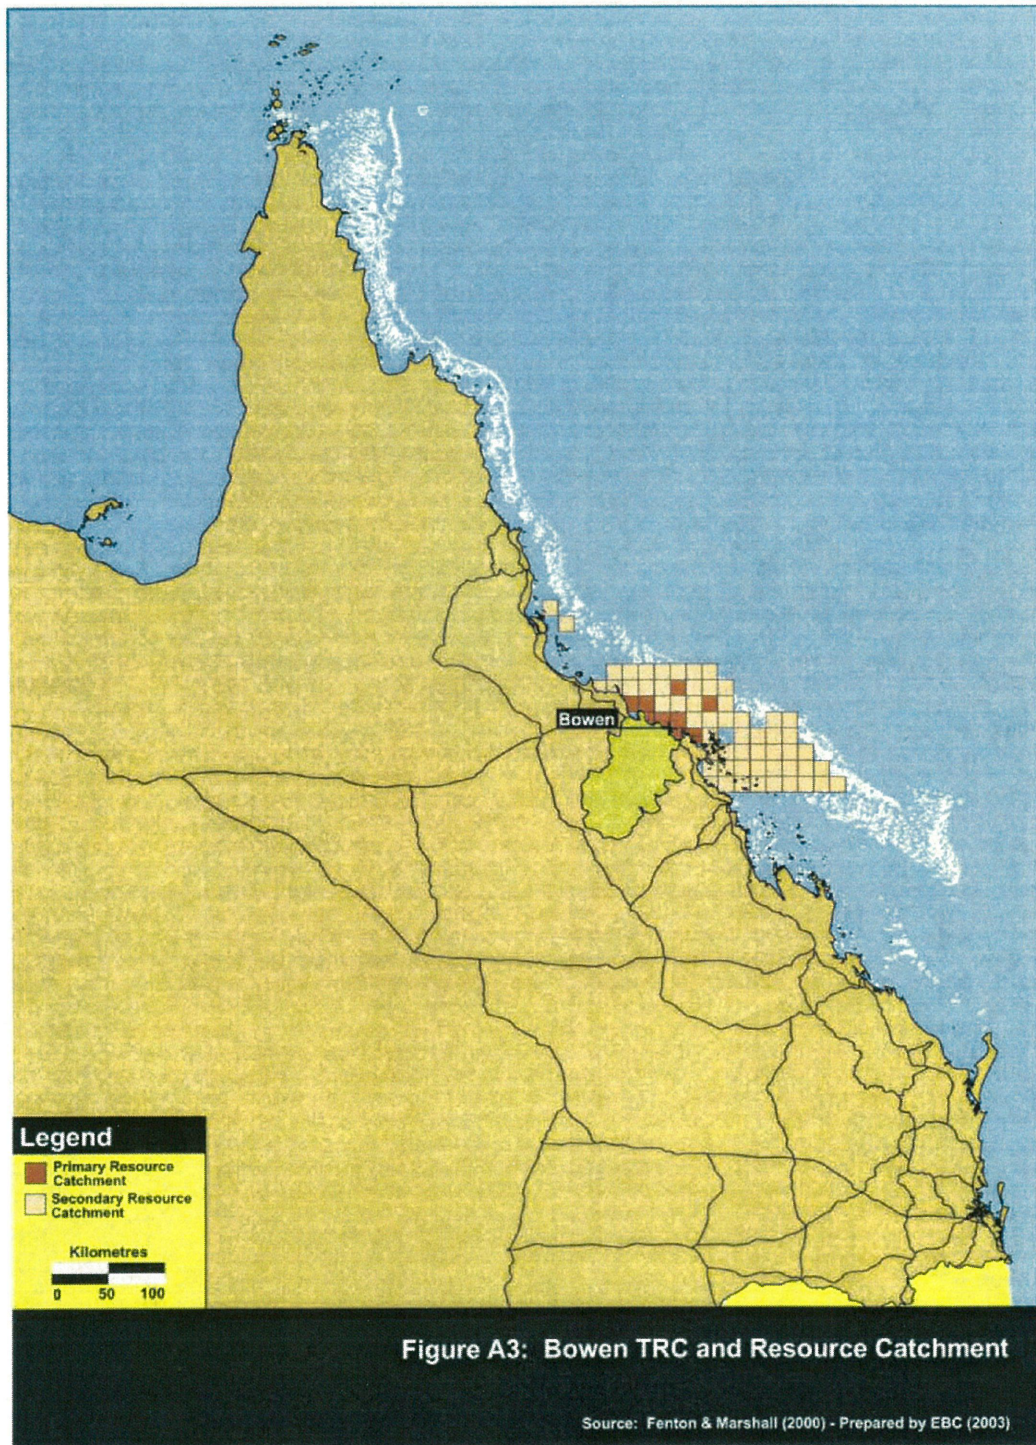 Bowen
Legend
Primary Resource
Catchment
Secondary Resource
Catchment
Kilometres
0 50 100
Figure A3: Bowen TRC and Resource Catchment
Source: Fenton & Marshall (2000) - Prepared by EBC (2003)